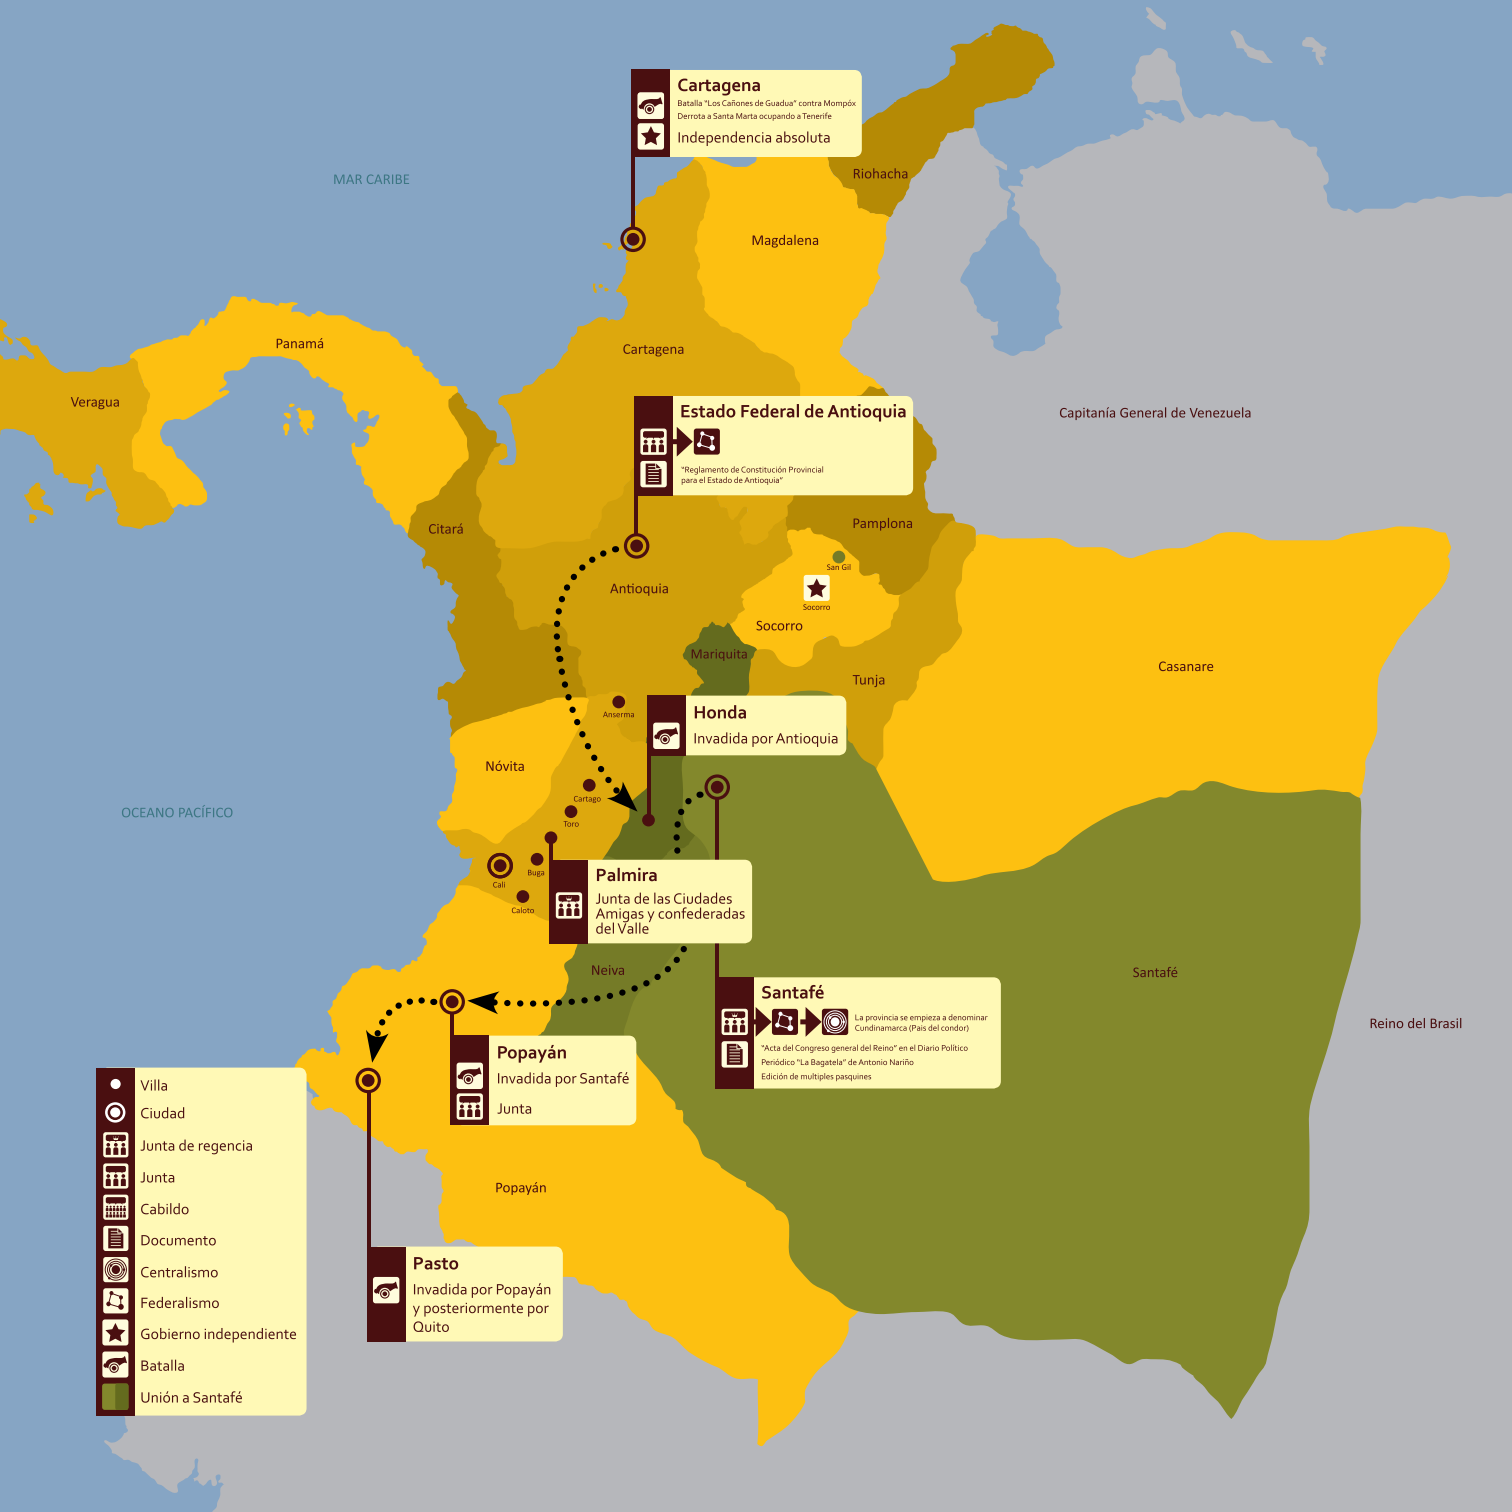 Cartagena
Batalla "Los Cañones de Guadua" contra Mompóx
Derrota a Santa Marta ocupando a Tenerife
Independencia absoluta
Riohacha
MAR CARIBE
Magdalena
Panamá
Cartagena
Veragua
Capitanía General de Venezuela
Estado Federal de Antioquia
"Reglamento de Constitución Provincial
para el Estado de Antioquia"
Citará
Pamplona
San Gil
Antioquia
Socorro
Socorro
Mariquita
Casanare
Tunja
Anserma
Honda
Invadida por Antioquia
Nóvita
Cartago
OCEANO PACÍFICO
Toro
Buga
Cali
Caloto
Palmira
Junta de las Ciudades
Amigas y confederadas
del Valle
Neiva
Santafé
Santafé
La provincia se empieza a denominar
Cundinamarca (Pais del condor)
"Acta del Congreso general del Reino" en el Diario Político
Periódico "La Bagatela" de Antonio Nariño
Edición de multiples pasquines
Reino del Brasil
Popayán
Invadida por Santafé
Junta
Popayán
Pasto
Invadida por Popayán
y posteriormente por
Quito
Villa
Ciudad
Junta de regencia
Junta
Cabildo
Documento
Centralismo
Federalismo
Gobierno independiente
Batalla
Unión a Santafé